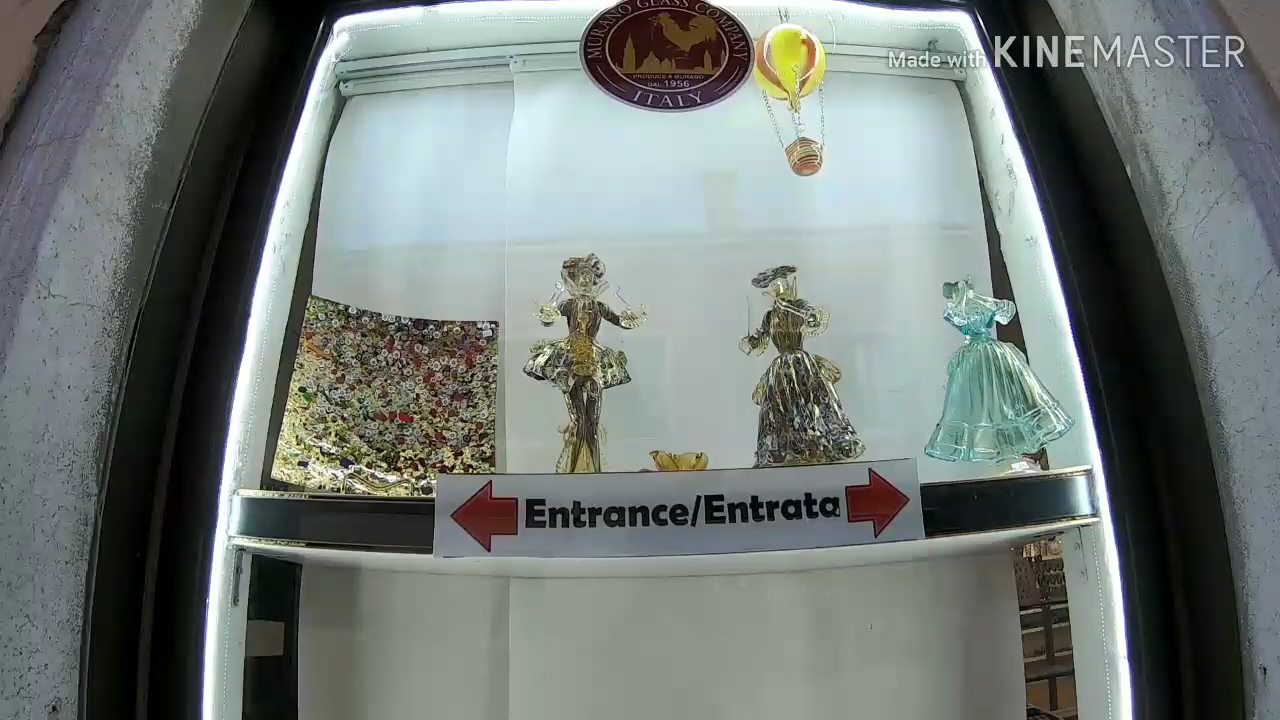 MURANO GLASS COMPANY
PRODUCE A MURANO
DAL 1956
ITALY
Made with KINEMASTER
Entrance/Entrata